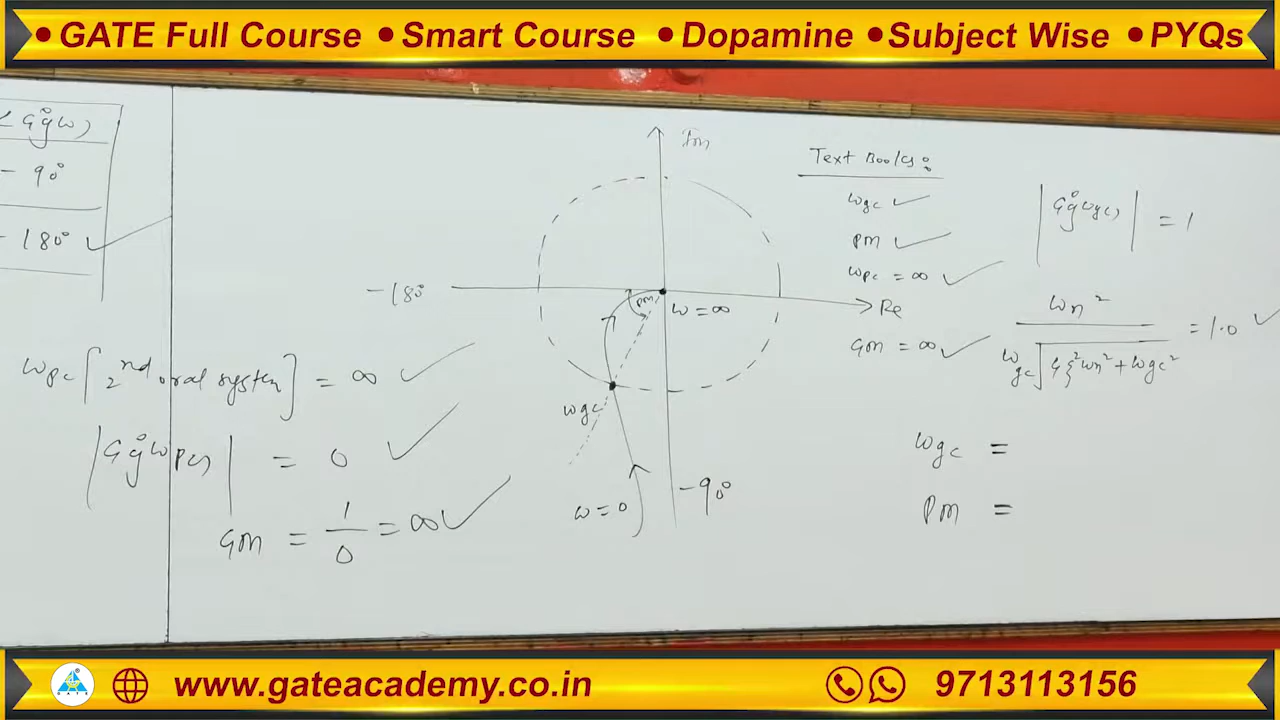 • GATE Full Course • Smart Course • Dopamine • Subject Wise • PYQs
∠ G(jω)
- 90°
- 180° ✓
Im
-180°
Re
PM
ω = ∞
ωgc
ω = 0
-90°
ωpc [2nd oral system] = ∞ ✓
|G(jωpc)| = 0 ✓
GM = 1/0 = ∞ ✓
Text Books:
ωgc ✓
PM ✓
ωpc = ∞ ✓
GM = ∞ ✓
|G(jωgc)| = 1
ωn² / ωgc √4ξ²ωn² + ωgc² = 1.0 ✓
ωgc =
PM =
GATE
www.gateacademy.co.in
9713113156